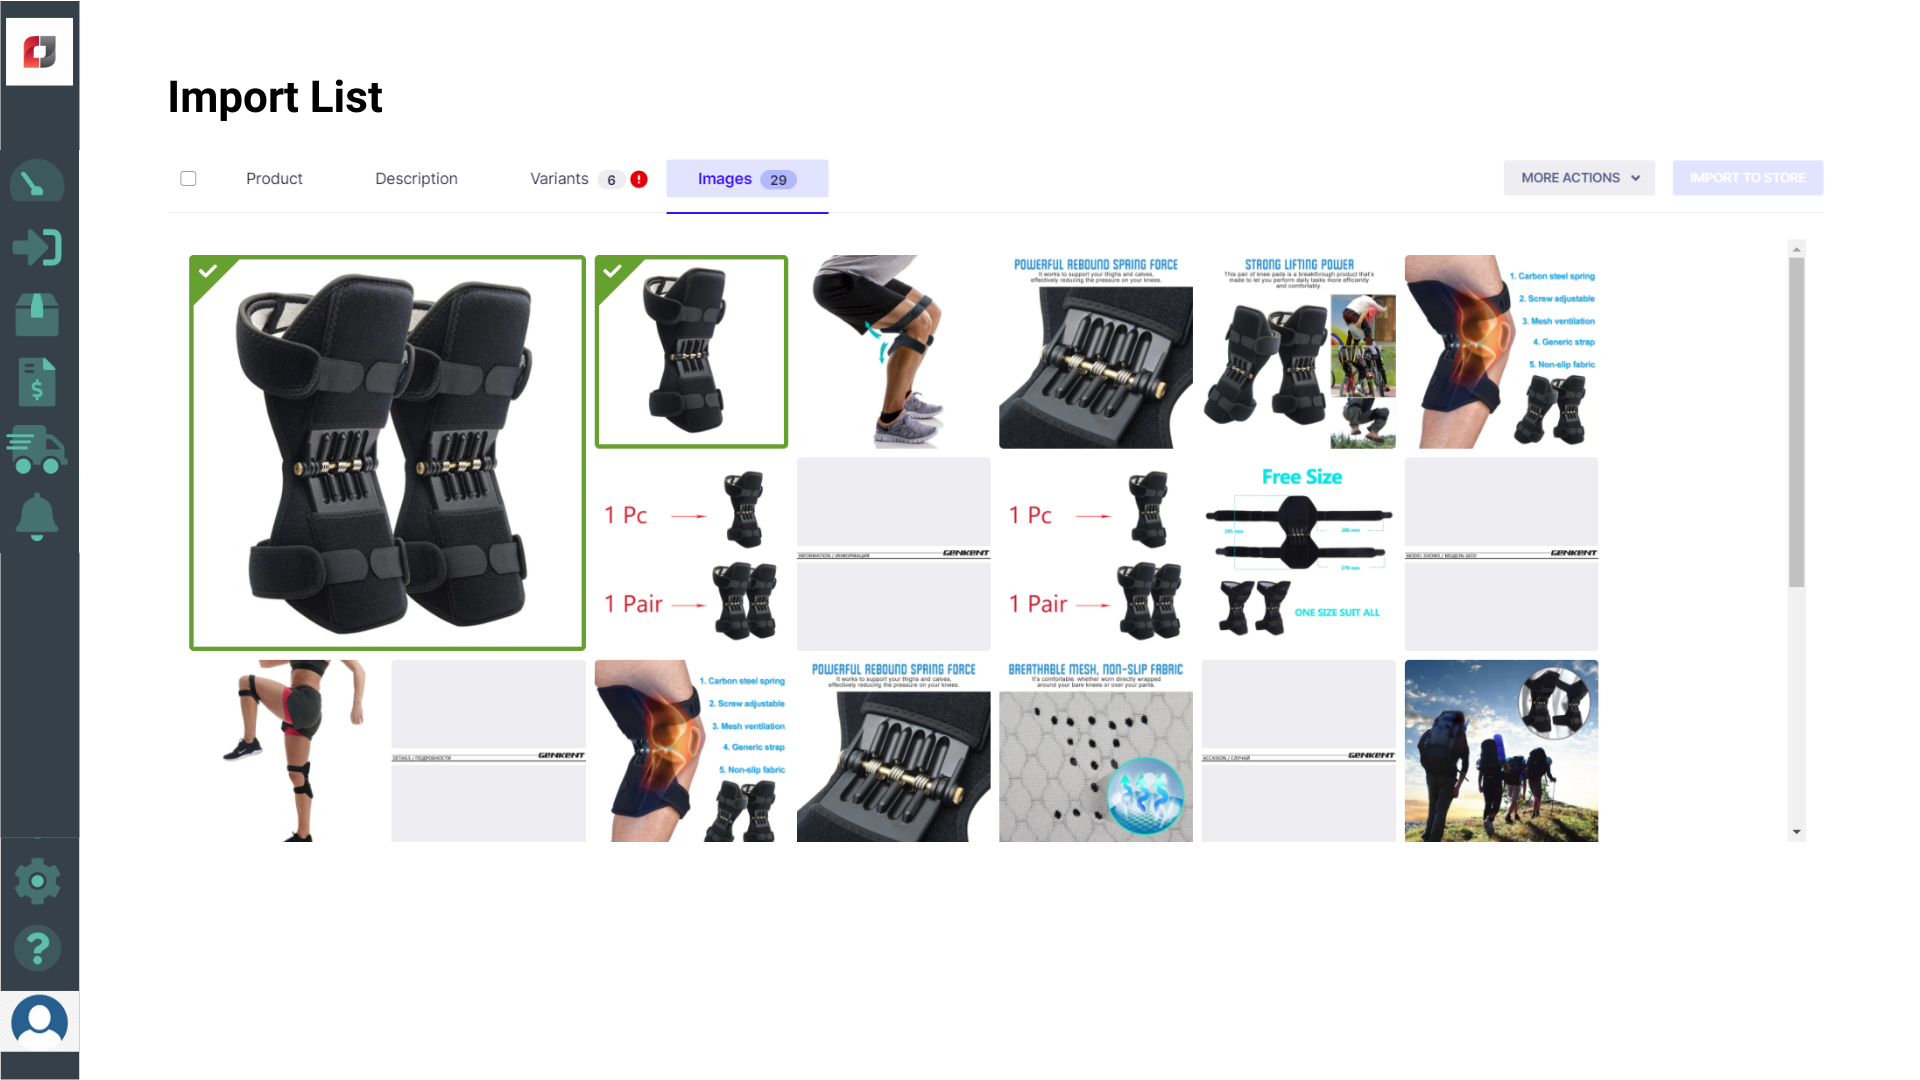 Import List
Product
Description
Variants 6
Images 29
MORE ACTIONS
IMPORT TO STORE
POWERFUL REBOUND SPRING FORCE
It works to support your thighs and calves,
effectively reducing the pressure on your knees.
STRONG LIFTING POWER
This pair of knee pads is a breakthrough product that's
made to let you perform daily tasks more efficiently
and comfortably.
1. Carbon steel spring
2. Screw adjustable
3. Mesh ventilation
4. Generic strap
5. Non-slip fabric
1 Pc
1 Pair
INFORMATION / ИНФОРМАЦИЯ
GENKENT
1 Pc
1 Pair
Free Size
280 mm
270 mm
ONE SIZE SUIT ALL
MODEL SHOWS / МОДЕЛЬ ШОУ
GENKENT
DETAILS / ПОДРОБНОСТИ
GENKENT
1. Carbon steel spring
2. Screw adjustable
3. Mesh ventilation
4. Generic strap
5. Non-slip fabric
POWERFUL REBOUND SPRING FORCE
It works to support your thighs and calves,
effectively reducing the pressure on your knees.
BREATHABLE MESH, NON-SLIP FABRIC
It's comfortable, whether worn directly wrapped
around your bare knees or over your pants.
ACCASION / СЛУЧАЙ
GENKENT